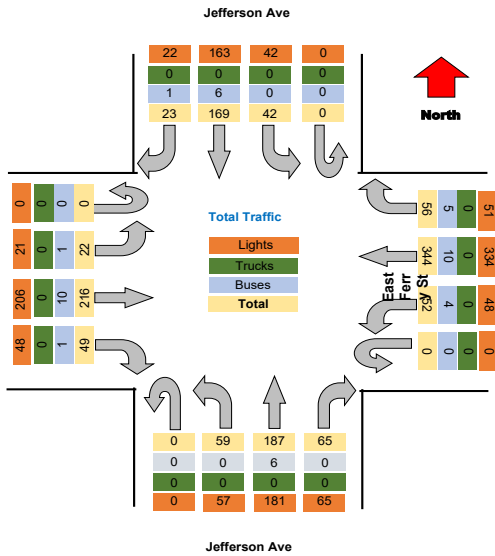 Jefferson Ave
22 163 42 0
0 0 0 0
1 6 0 0
23 169 42 0
North
0 0 0 0
21 0 1 22
206 0 10 216
48 0 1 49
Total Traffic
Lights
Trucks
Buses
Total
56 5 0 51
344 10 0 334
52 4 0 48
0 0 0 0
East
Ferr
y St
0 59 187 65
0 0 6 0
0 0 0 0
0 57 181 65
Jefferson Ave